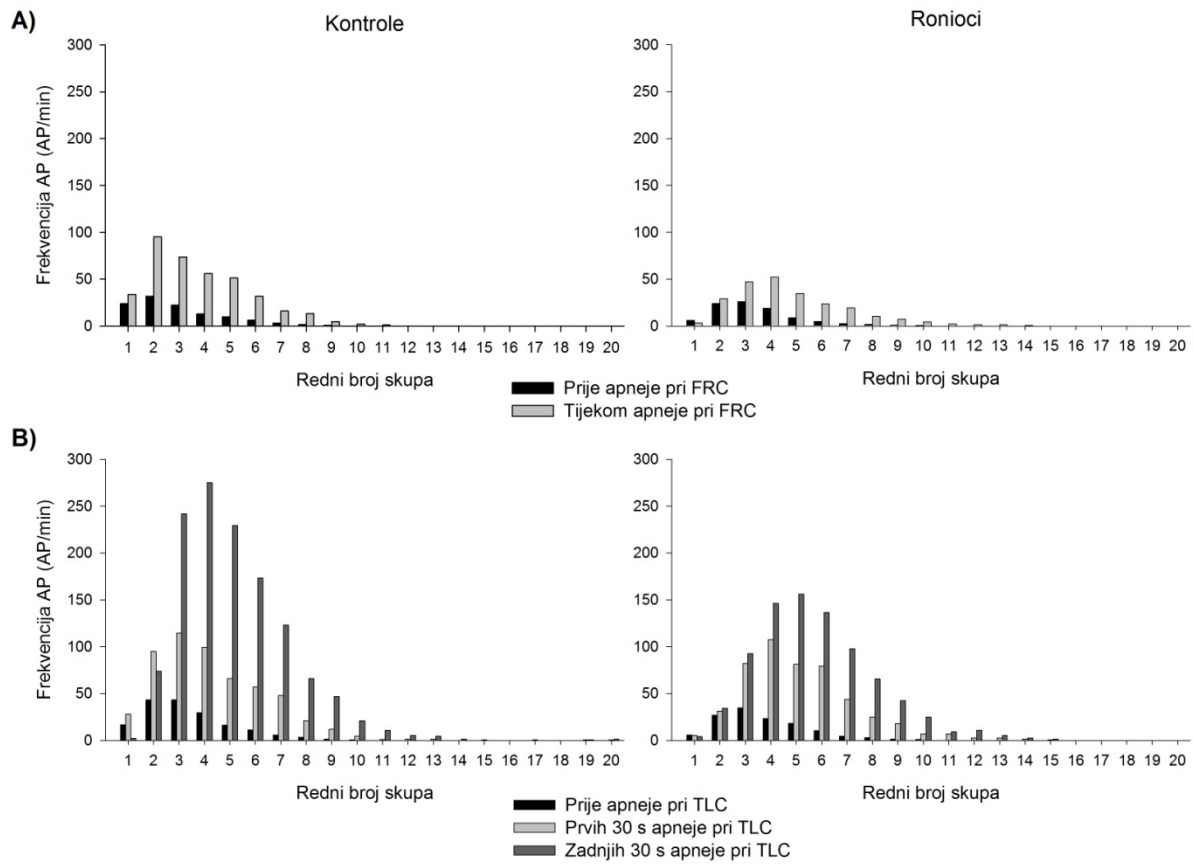 A)
Kontrole
Ronioci
Frekvencija AP (AP/min)
300
250
200
150
100
50
0
1 2 3 4 5 6 7 8 9 10 11 12 13 14 15 16 17 18 19 20
Redni broj skupa
300
250
200
150
100
50
0
1 2 3 4 5 6 7 8 9 10 11 12 13 14 15 16 17 18 19 20
Redni broj skupa
Prije apneje pri FRC
Tijekom apneje pri FRC
B)
Frekvencija AP (AP/min)
300
250
200
150
100
50
0
1 2 3 4 5 6 7 8 9 10 11 12 13 14 15 16 17 18 19 20
Redni broj skupa
300
250
200
150
100
50
0
1 2 3 4 5 6 7 8 9 10 11 12 13 14 15 16 17 18 19 20
Redni broj skupa
Prije apneje pri TLC
Prvih 30 s apneje pri TLC
Zadnjih 30 s apneje pri TLC